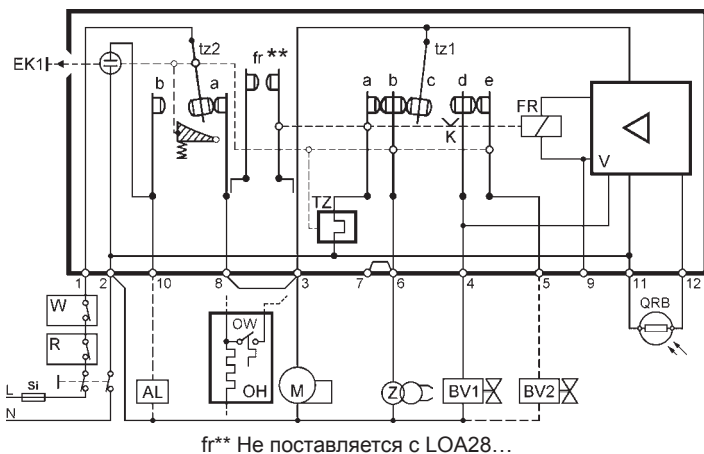 tz2
fr **
tz1
EK1
b
a
a
b
c
d
e
FR
K
V
TZ
1
2
10
8
3
7
6
4
5
9
11
12
W
R
L
si
I
N
AL
OW
OH
M
Z
BV1
BV2
QRB
fr** Не поставляется с LOA28…